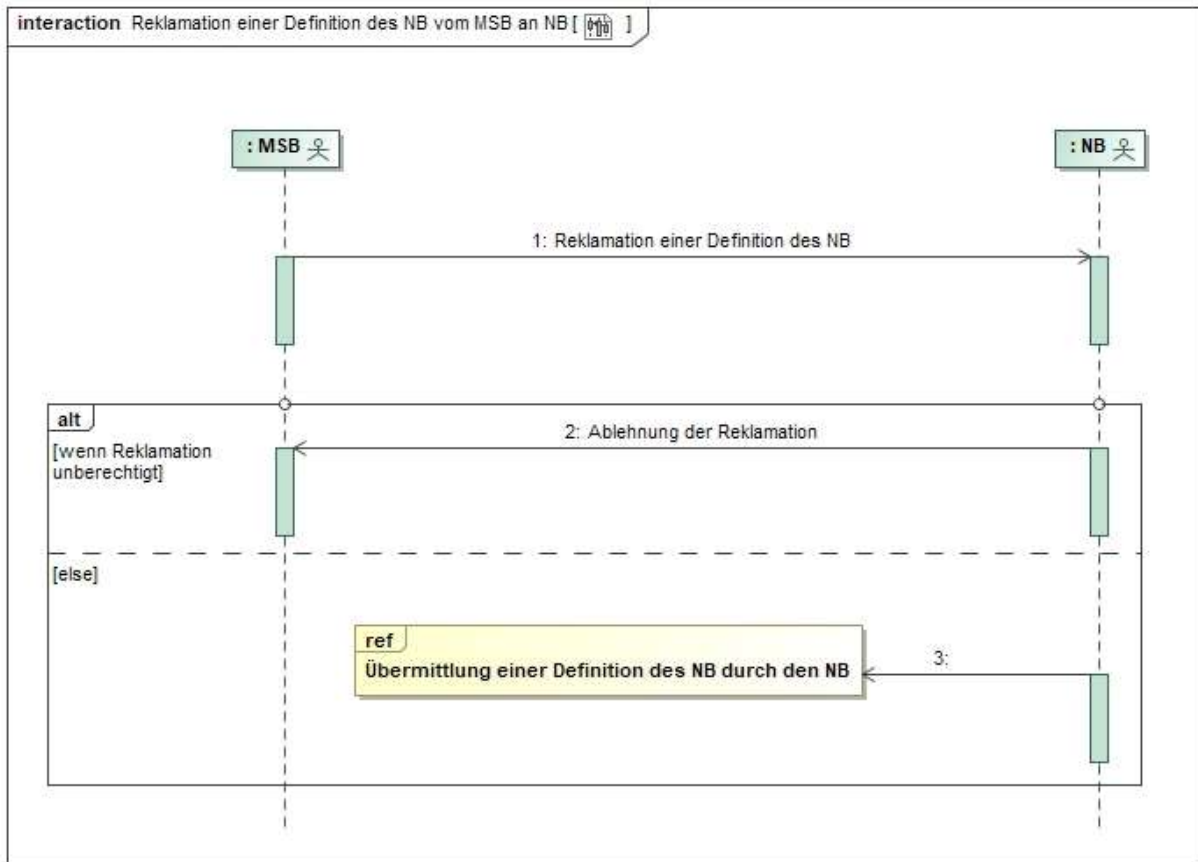 interaction Reklamation einer Definition des NB vom MSB an NB [ ]
: MSB
: NB
1: Reklamation einer Definition des NB
alt
2: Ablehnung der Reklamation
[wenn Reklamation
unberechtigt]
[else]
ref
Übermittlung einer Definition des NB durch den NB
3: